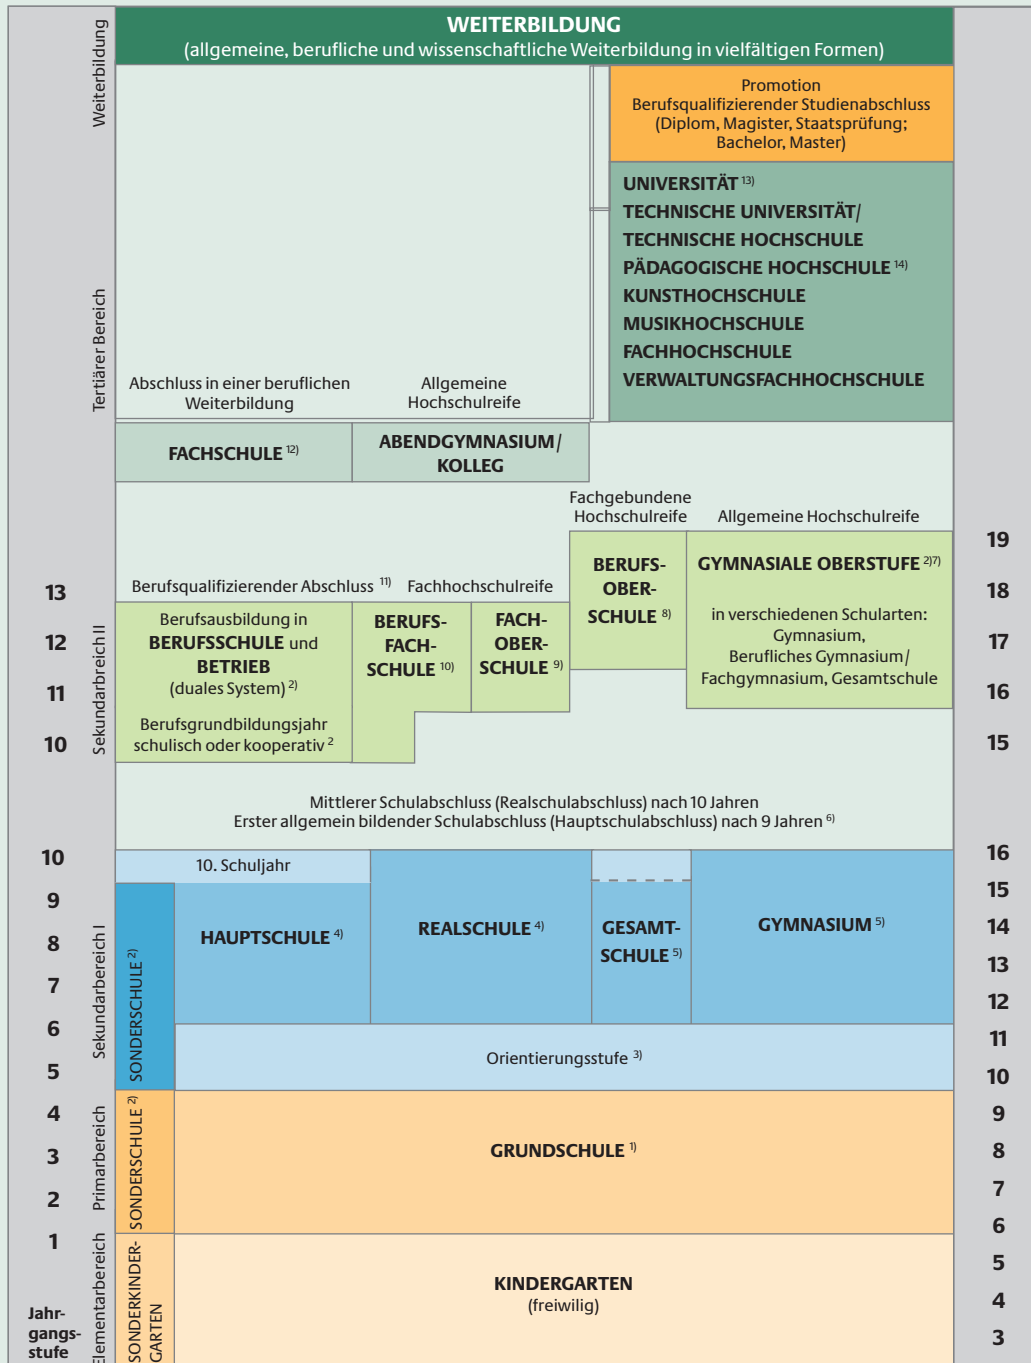 WEITERBILDUNG
(allgemeine, berufliche und wissenschaftliche Weiterbildung in vielfältigen Formen)
Weiterbildung
Promotion
Berufsqualifizierender Studienabschluss
(Diplom, Magister, Staatsprüfung;
Bachelor, Master)
UNIVERSITÄT 13)
TECHNISCHE UNIVERSITÄT/
TECHNISCHE HOCHSCHULE
PÄDAGOGISCHE HOCHSCHULE 14)
KUNSTHOCHSCHULE
MUSIKHOCHSCHULE
FACHHOCHSCHULE
VERWALTUNGSFACHHOCHSCHULE
Tertiärer Bereich
Abschluss in einer beruflichen
Weiterbildung
Allgemeine
Hochschulreife
FACHSCHULE 12)
ABENDGYMNASIUM/
KOLLEG
Fachgebundene
Hochschulreife
Allgemeine Hochschulreife
13
12
11
10
Sekundarbreich II
Berufsqualifizierender Abschluss 11)
Fachhochschulreife
Berufsausbildung in
BERUFSSCHULE und
BETRIEB
(duales System) 2)
Berufsgrundbildungsjahr
schulisch oder kooperativ 2
BERUFS-
FACH-
SCHULE 10)
FACH-
OBER-
SCHULE 9)
BERUFS-
OBER-
SCHULE 8)
GYMNASIALE OBERSTUFE 2)7)
in verschiedenen Schularten:
Gymnasium,
Berufliches Gymnasium/
Fachgymnasium, Gesamtschule
19
18
17
16
15
Mittlerer Schulabschluss (Realschulabschluss) nach 10 Jahren
Erster allgemein bildender Schulabschluss (Hauptschulabschluss) nach 9 Jahren 6)
10
9
8
7
6
5
Sekundarbereich I
10. Schuljahr
SONDERSCHULE 2)
HAUPTSCHULE 4)
REALSCHULE 4)
GESAMT-
SCHULE 5)
GYMNASIUM 5)
Orientierungsstufe 3)
16
15
14
13
12
11
10
4
3
2
1
Primarbereich
SONDERSCHULE 2)
GRUNDSCHULE 1)
9
8
7
6
Jahr-
gangs-
stufe
Elementarbereich
SONDERKINDER-
GARTEN
KINDERGARTEN
(freiwilig)
5
4
3